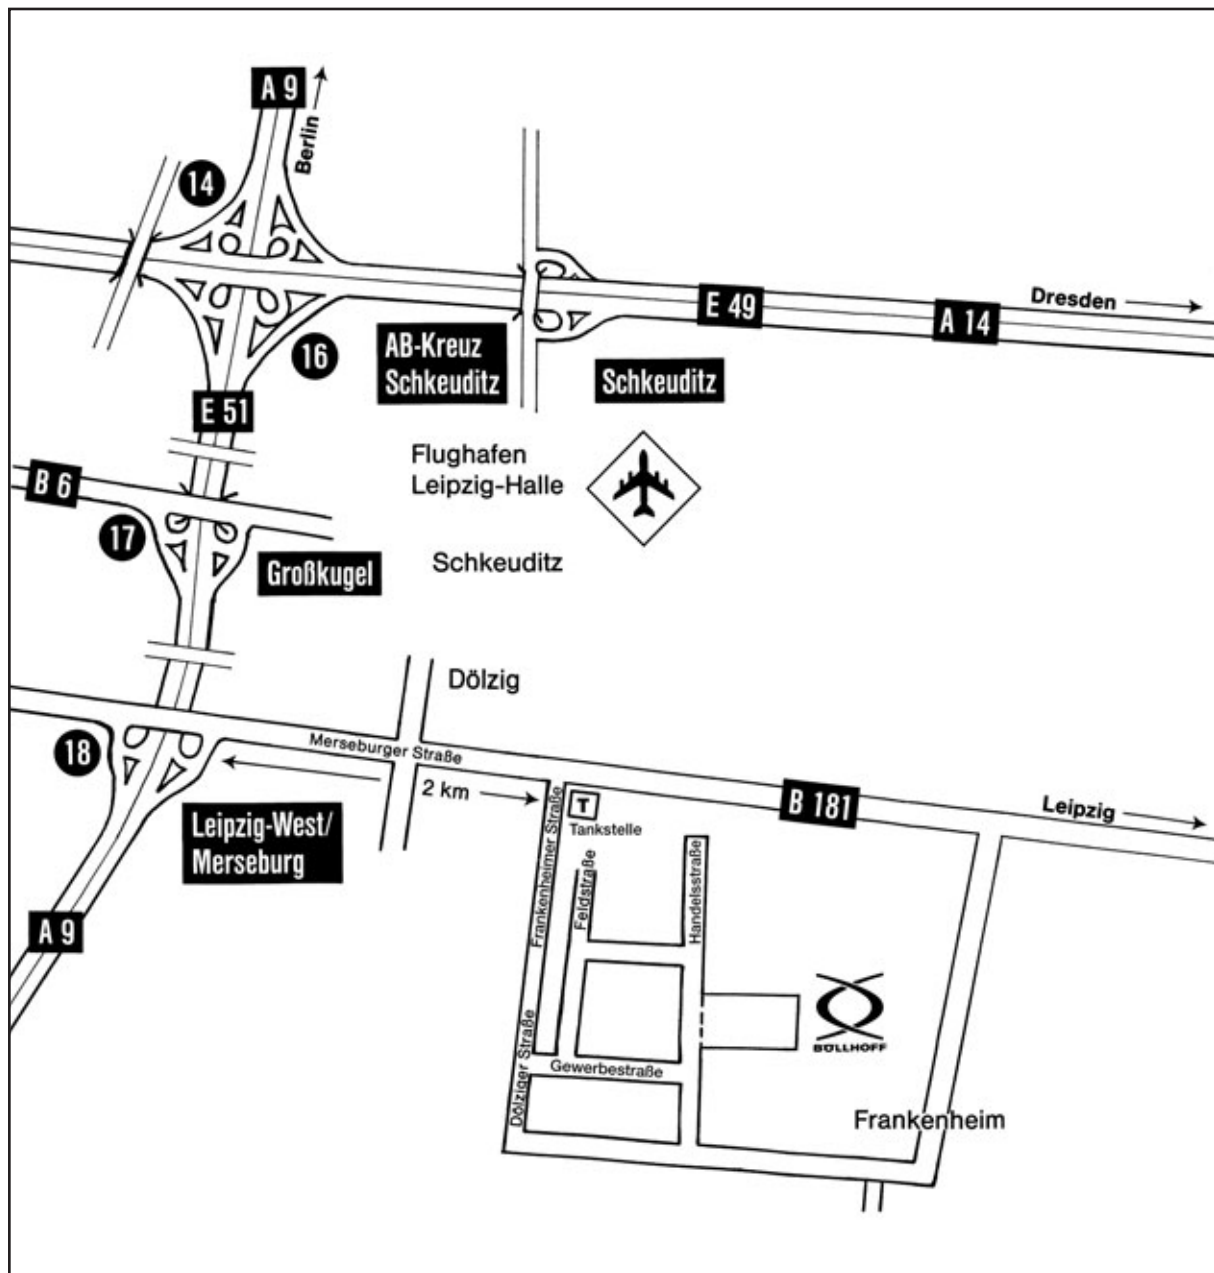 A 9
Berlin
14
16
E 49
A 14
Dresden
AB-Kreuz
Schkeuditz
Schkeuditz
E 51
Flughafen
Leipzig-Halle
B 6
17
Großkugel
Schkeuditz
Dölzig
18
Merseburger Straße
2 km
Leipzig-West/
Merseburg
T
Tankstelle
B 181
Leipzig
A 9
Frankenheimer Straße
Feldstraße
Handelsstraße
BÖLLHOFF
Dölziger Straße
Gewerbestraße
Frankenheim